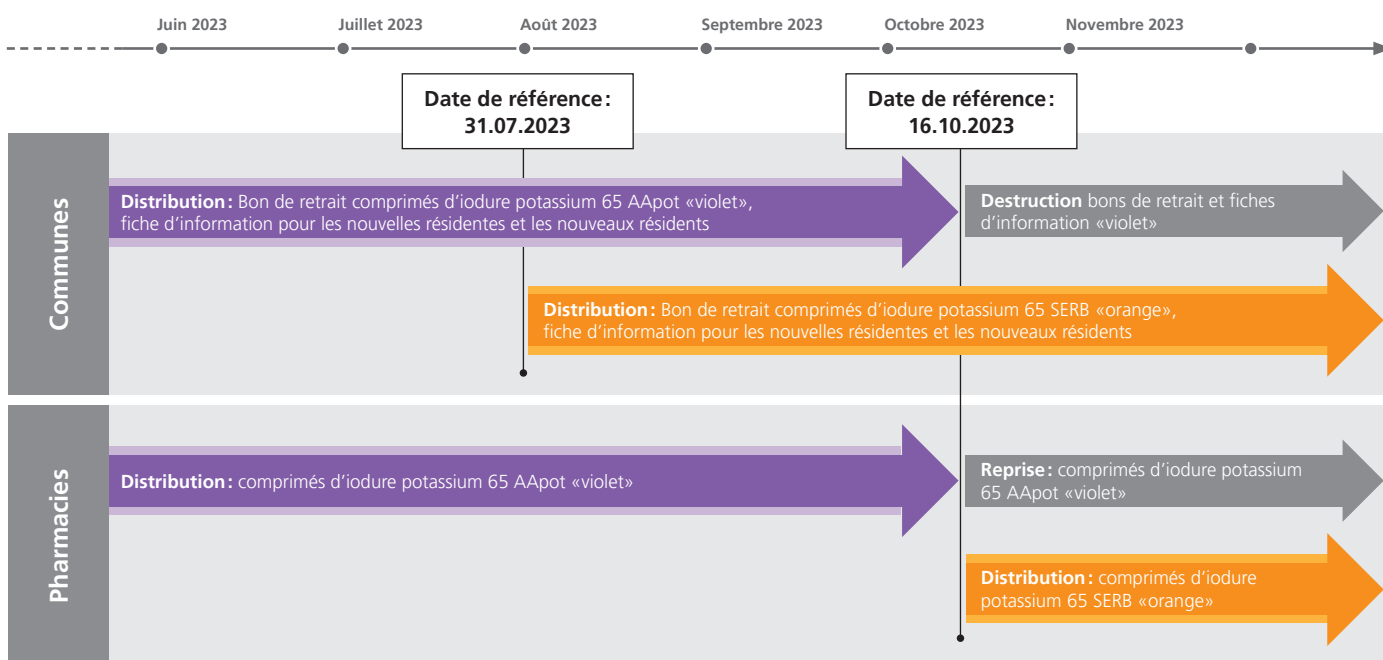 Juin 2023
Juillet 2023
Août 2023
Septembre 2023
Octobre 2023
Novembre 2023
Date de référence:
31.07.2023
Date de référence:
16.10.2023
Communes
Distribution: Bon de retrait comprimés d'iodure potassium 65 AApot «violet»,
fiche d'information pour les nouvelles résidentes et les nouveaux résidents
Destruction bons de retrait et fiches
d'information «violet»
Distribution: Bon de retrait comprimés d'iodure potassium 65 SERB «orange»,
fiche d'information pour les nouvelles résidentes et les nouveaux résidents
Pharmacies
Distribution: comprimés d'iodure potassium 65 AApot «violet»
Reprise: comprimés d'iodure potassium
65 AApot «violet»
Distribution: comprimés d'iodure
potassium 65 SERB «orange»